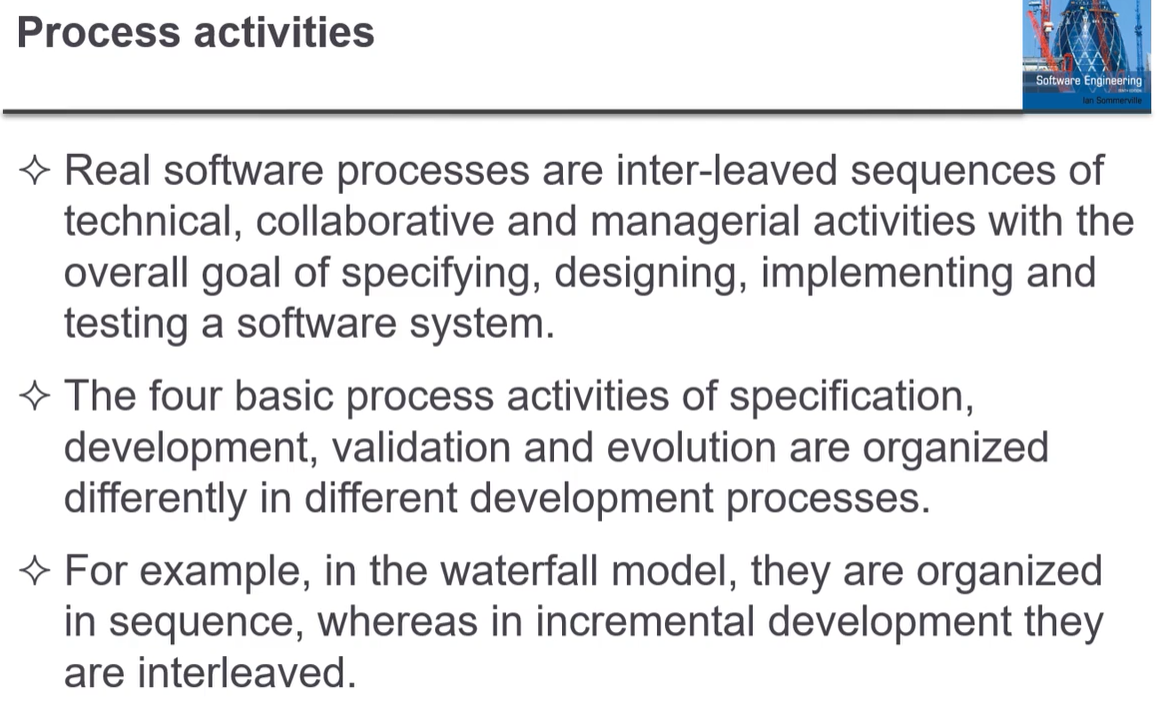 Process activities
Software Engineering
Ian Sommerville
✧ Real software processes are inter-leaved sequences of
technical, collaborative and managerial activities with the
overall goal of specifying, designing, implementing and
testing a software system.
✧ The four basic process activities of specification,
development, validation and evolution are organized
differently in different development processes.
✧ For example, in the waterfall model, they are organized
in sequence, whereas in incremental development they
are interleaved.